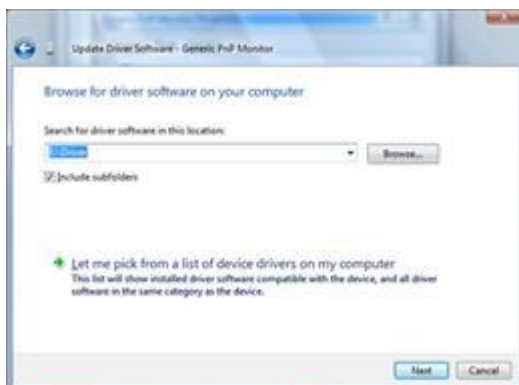 Update Driver Software - Generic PnP Monitor
Browse for driver software on your computer
Search for driver software in this location:
Browse...
Include subfolders
Let me pick from a list of device drivers on my computer
This list will show installed driver software compatible with the device, and all driver
software in the same category as the device.
Next Cancel